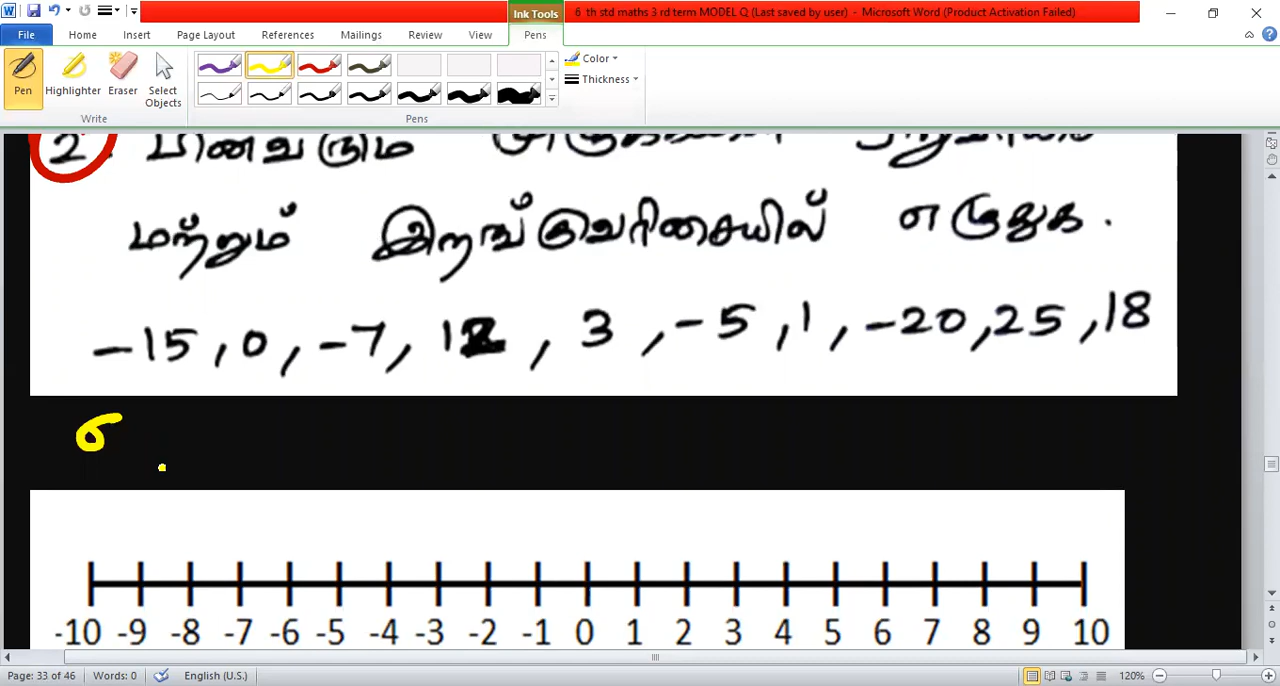 6 th std maths 3 rd term MODEL Q (Last saved by user) - Microsoft Word (Product Activation Failed)
Ink Tools
File Home Insert Page Layout References Mailings Review View Pens
Pen Highlighter Eraser Select Objects
Color
Thickness
Write Pens
2. பின்வரும்
மற்றும் இறங்குவரிசையில் எழுதுக.
-15, 0, -7, 12, 3, -5, 1, -20, 25, 18
-10 -9 -8 -7 -6 -5 -4 -3 -2 -1 0 1 2 3 4 5 6 7 8 9 10
Page: 33 of 46 Words: 0 English (U.S.) 120%